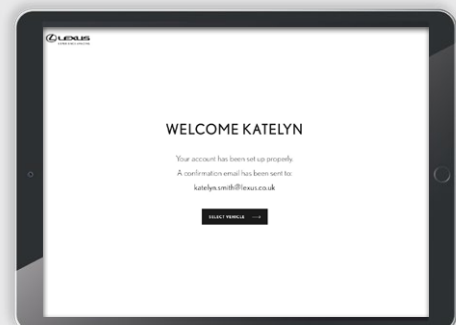 LEXUS
WELCOME KATELYN
Your account has been set up properly.
A confirmation email has been sent to:
katelyn.smith@lexus.co.uk
SELECT VEHICLE